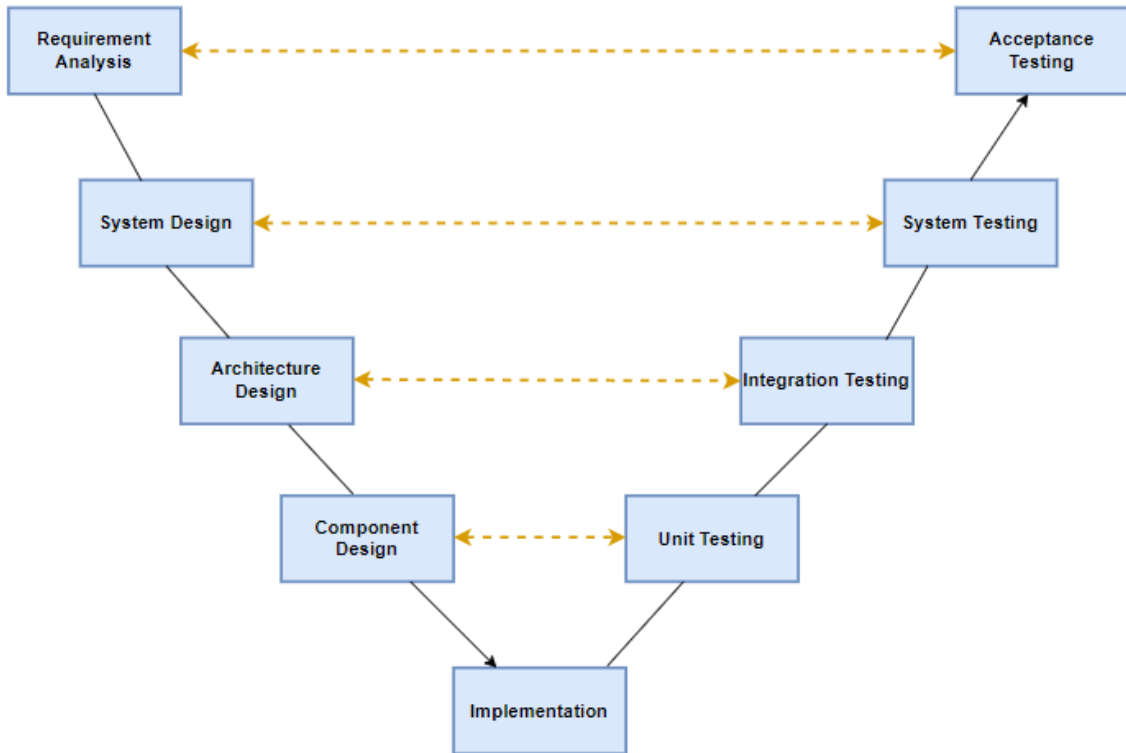 Requirement
Analysis
Acceptance
Testing
System Design
System Testing
Architecture
Design
Integration Testing
Component
Design
Unit Testing
Implementation